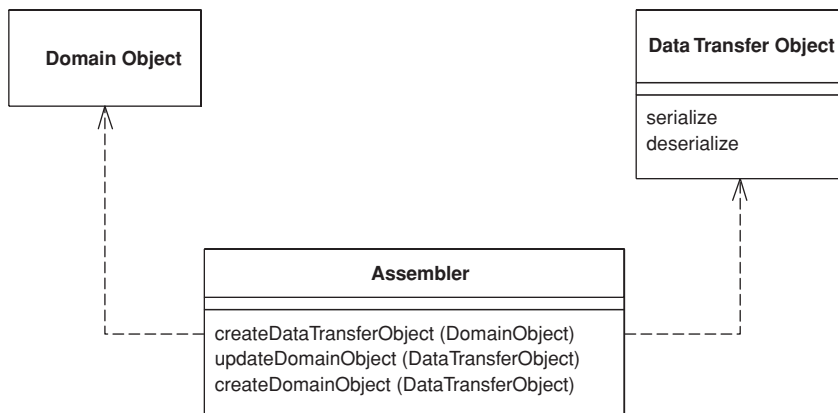 Domain Object
Data Transfer Object
serialize
deserialize
Assembler
createDataTransferObject (DomainObject)
updateDomainObject (DataTransferObject)
createDomainObject (DataTransferObject)